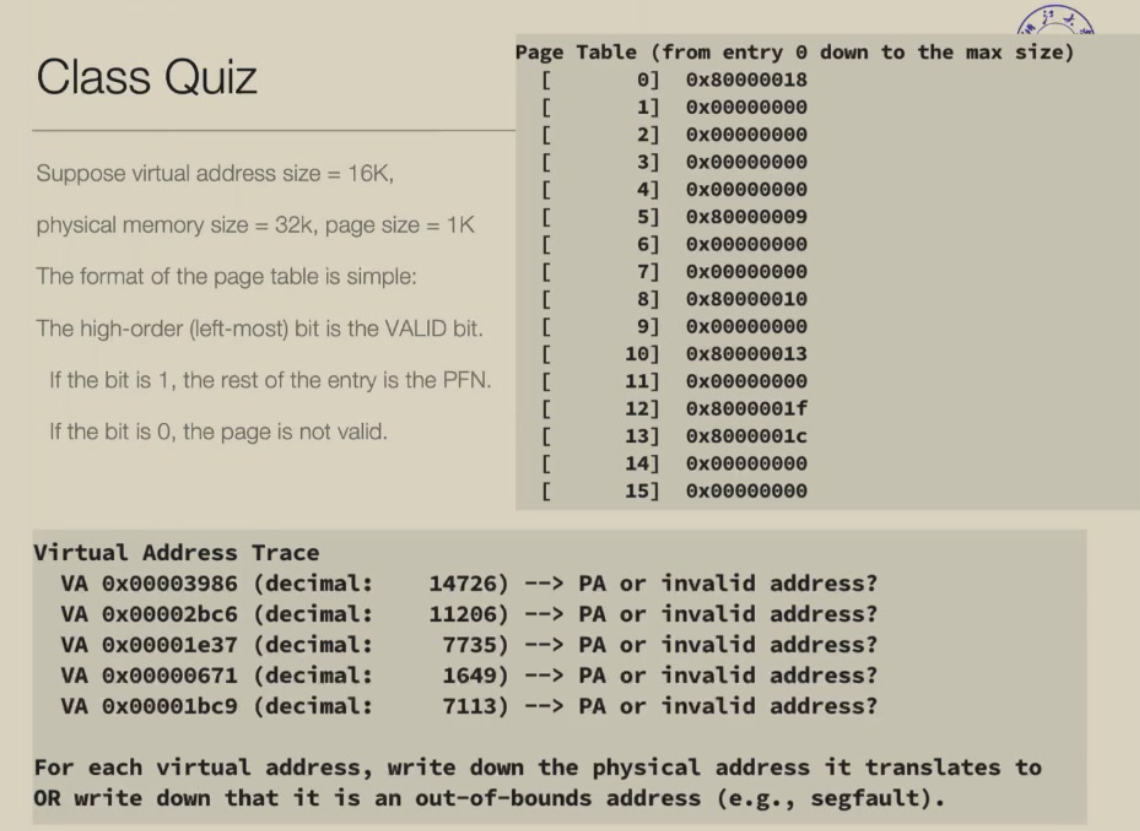 Class Quiz
Suppose virtual address size = 16K,
physical memory size = 32k, page size = 1K
The format of the page table is simple:
The high-order (left-most) bit is the VALID bit.
If the bit is 1, the rest of the entry is the PFN.
If the bit is 0, the page is not valid.
Page Table (from entry 0 down to the max size)
[ 0] 0x80000018
[ 1] 0x00000000
[ 2] 0x00000000
[ 3] 0x00000000
[ 4] 0x00000000
[ 5] 0x80000009
[ 6] 0x00000000
[ 7] 0x00000000
[ 8] 0x80000010
[ 9] 0x00000000
[ 10] 0x80000013
[ 11] 0x00000000
[ 12] 0x8000001f
[ 13] 0x8000001c
[ 14] 0x00000000
[ 15] 0x00000000
Virtual Address Trace
VA 0x00003986 (decimal: 14726) --> PA or invalid address?
VA 0x00002bc6 (decimal: 11206) --> PA or invalid address?
VA 0x00001e37 (decimal: 7735) --> PA or invalid address?
VA 0x00000671 (decimal: 1649) --> PA or invalid address?
VA 0x00001bc9 (decimal: 7113) --> PA or invalid address?
For each virtual address, write down the physical address it translates to
OR write down that it is an out-of-bounds address (e.g., segfault).